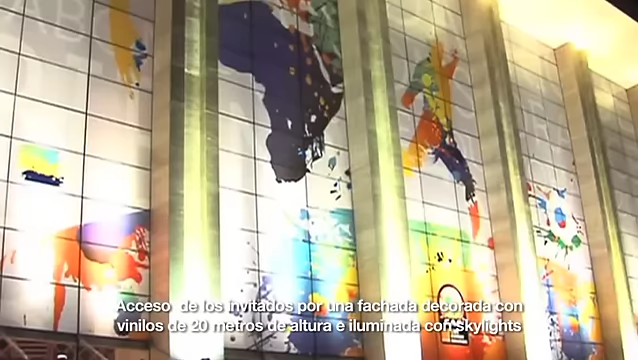 Acceso de los invitados por una fachada decorada con
vinilos de 20 metros de altura e iluminada con skylights